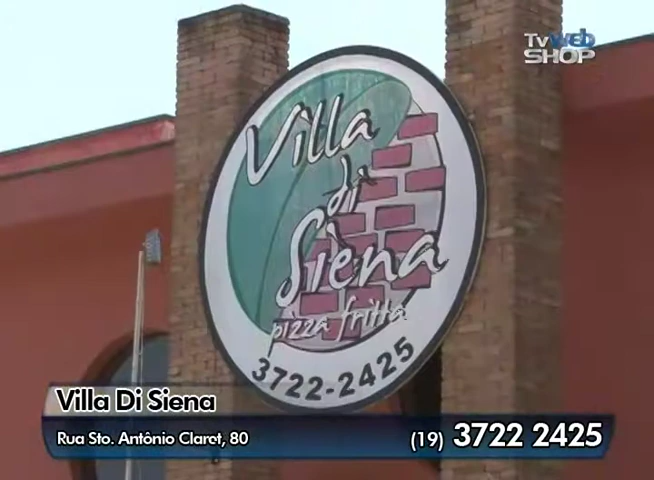 Tv WEB
SHOP
Villa
di
Sièna
pizza fritta
3722-2425
Villa Di Siena
Rua Sto. Antônio Claret, 80
(19) 3722 2425